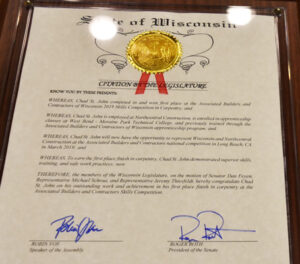 State of Wisconsin
CITATION BY THE LEGISLATURE
KNOW YOU BY THESE PRESENTS:
WHEREAS, Chad St. John competed in and won first place at the Associated Builders and
Contractors of Wisconsin 2018 Skills Competition in Carpentry; and
WHEREAS, Chad St. John is employed at Northcentral Construction, is enrolled in apprenticeship
classes at West Bend - Moraine Park Technical College, and previously trained through the
Associated Builders and Contractors of Wisconsin apprenticeship program; and
WHEREAS, Chad St. John will now have the opportunity to represent Wisconsin and Northcentral
Construction at the Associated Builders and Contractors national competition in Long Beach, CA
in March 2019; and
WHEREAS, To earn the first place finish in carpentry, Chad St. John demonstrated superior skills,
training, and safe work practices; now
THEREFORE, the members of the Wisconsin Legislature, on the motion of Senator Dan Feyen,
Representative Michael Schraa, and Representative Jeremy Thiesfeldt, hereby congratulate Chad
St. John on his outstanding work and achievement in his first place finish in carpentry at the
Associated Builders and Contractors Skills Competition.
ROBIN VOS
Speaker of the Assembly
ROGER ROTH
President of the Senate